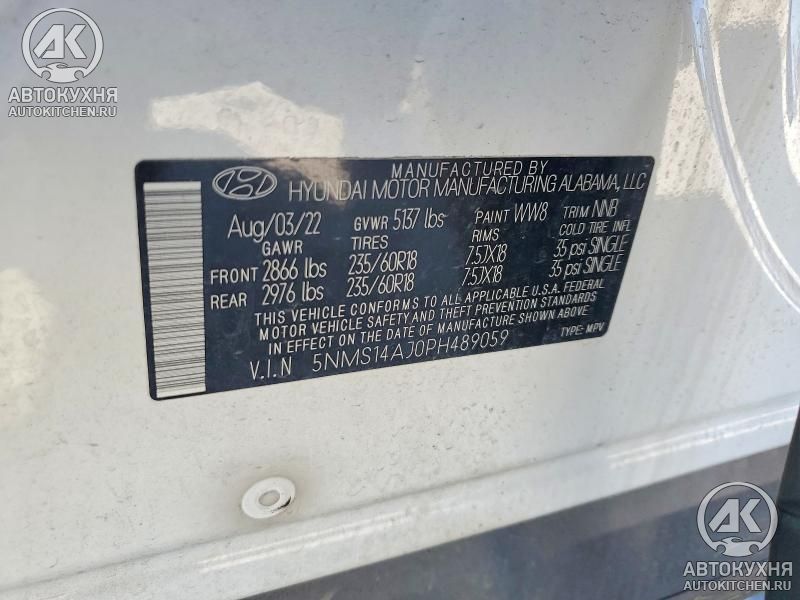 АК
АВТОКУХНЯ
AUTOKITCHEN.RU
MANUFACTURED BY
HYUNDAI MOTOR MANUFACTURING ALABAMA, LLC
Aug/03/22 GVWR 5137 lbs PAINT WW8 TRIM NNB
GAWR TIRES RIMS COLD TIRE INFL
FRONT 2866 lbs 235/60R18 7.5JX18 35 psi SINGLE
REAR 2976 lbs 235/60R18 7.5JX18 35 psi SINGLE
THIS VEHICLE CONFORMS TO ALL APPLICABLE U.S.A. FEDERAL
MOTOR VEHICLE SAFETY AND THEFT PREVENTION STANDARDS
IN EFFECT ON THE DATE OF MANUFACTURE SHOWN ABOVE.
V.I.N 5NMS14AJ0PH489059 TYPE: MPV
АК
АВТОКУХНЯ
AUTOKITCHEN.RU